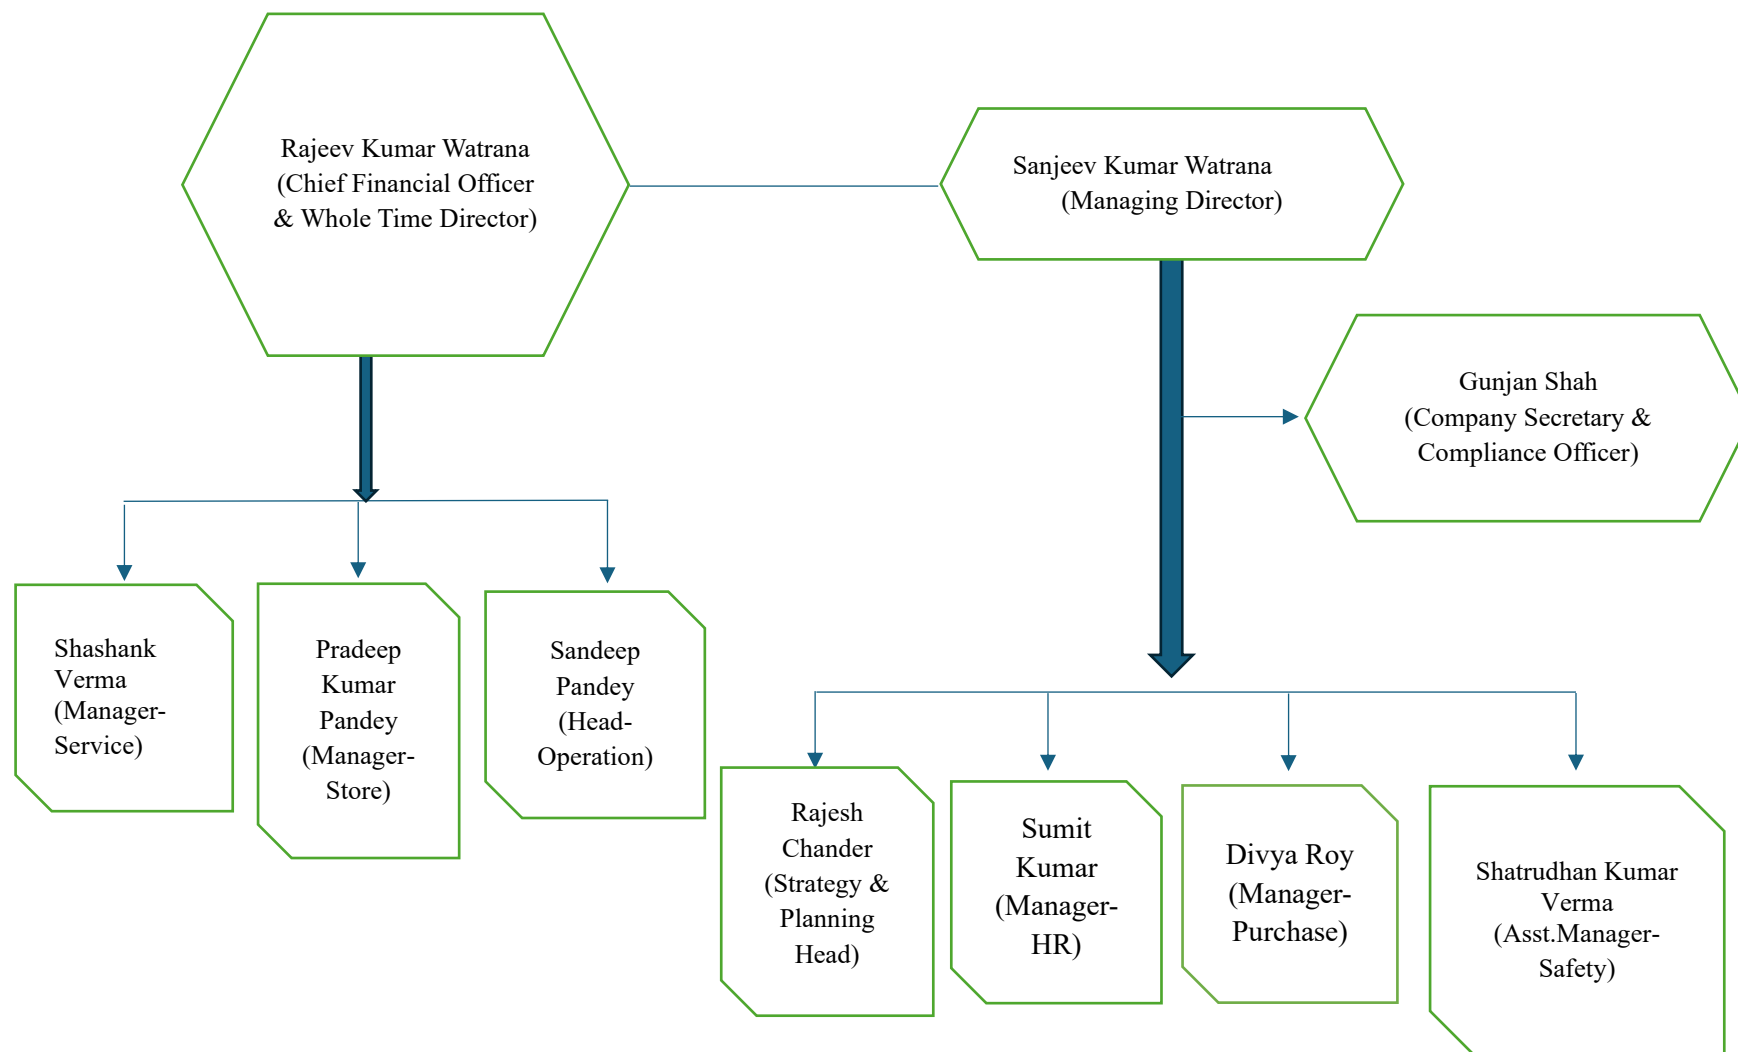 Rajeev Kumar Watrana
(Chief Financial Officer
& Whole Time Director)
Sanjeev Kumar Watrana
(Managing Director)
Gunjan Shah
(Company Secretary &
Compliance Officer)
Shashank
Verma
(Manager-
Service)
Pradeep
Kumar
Pandey
(Manager-
Store)
Sandeep
Pandey
(Head-
Operation)
Rajesh
Chander
(Strategy &
Planning
Head)
Sumit
Kumar
(Manager-
HR)
Divya Roy
(Manager-
Purchase)
Shatrudhan Kumar
Verma
(Asst.Manager-
Safety)